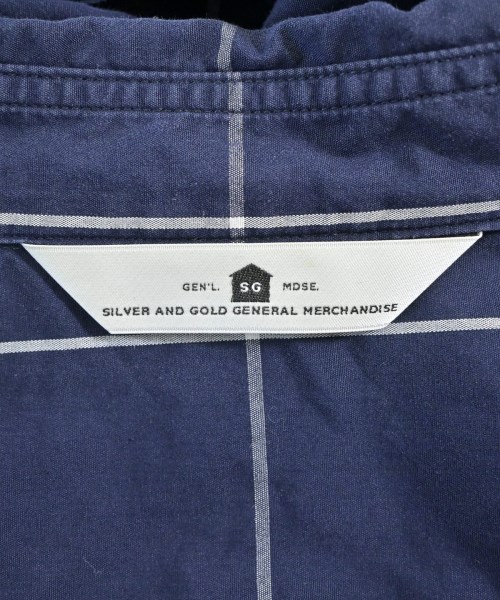 GEN'L. SG MDSE.
SILVER AND GOLD GENERAL MERCHANDISE